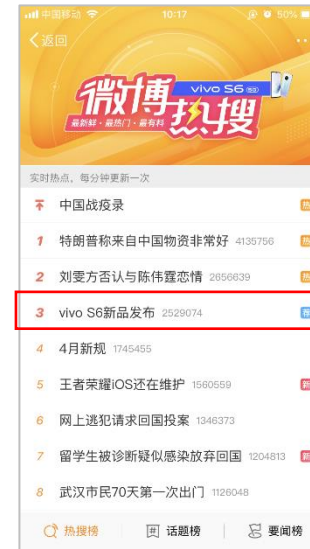 中国移动 10:17 50%
返回
vivo S6 5G
微博热搜
最新鲜·最热门·最有料
实时热点，每分钟更新一次
中国战疫录 热
1 特朗普称来自中国物资非常好 4135756 热
2 刘雯方否认与陈伟霆恋情 2656639 热
3 vivo S6新品发布 2529074 荐
4 4月新规 1745455
5 王者荣耀iOS还在维护 1560559 新
6 网上逃犯请求回国投案 1346373
7 留学生被诊断疑似感染放弃回国 1204813 新
8 武汉市民70天第一次出门 1126048
热搜榜 话题榜 要闻榜